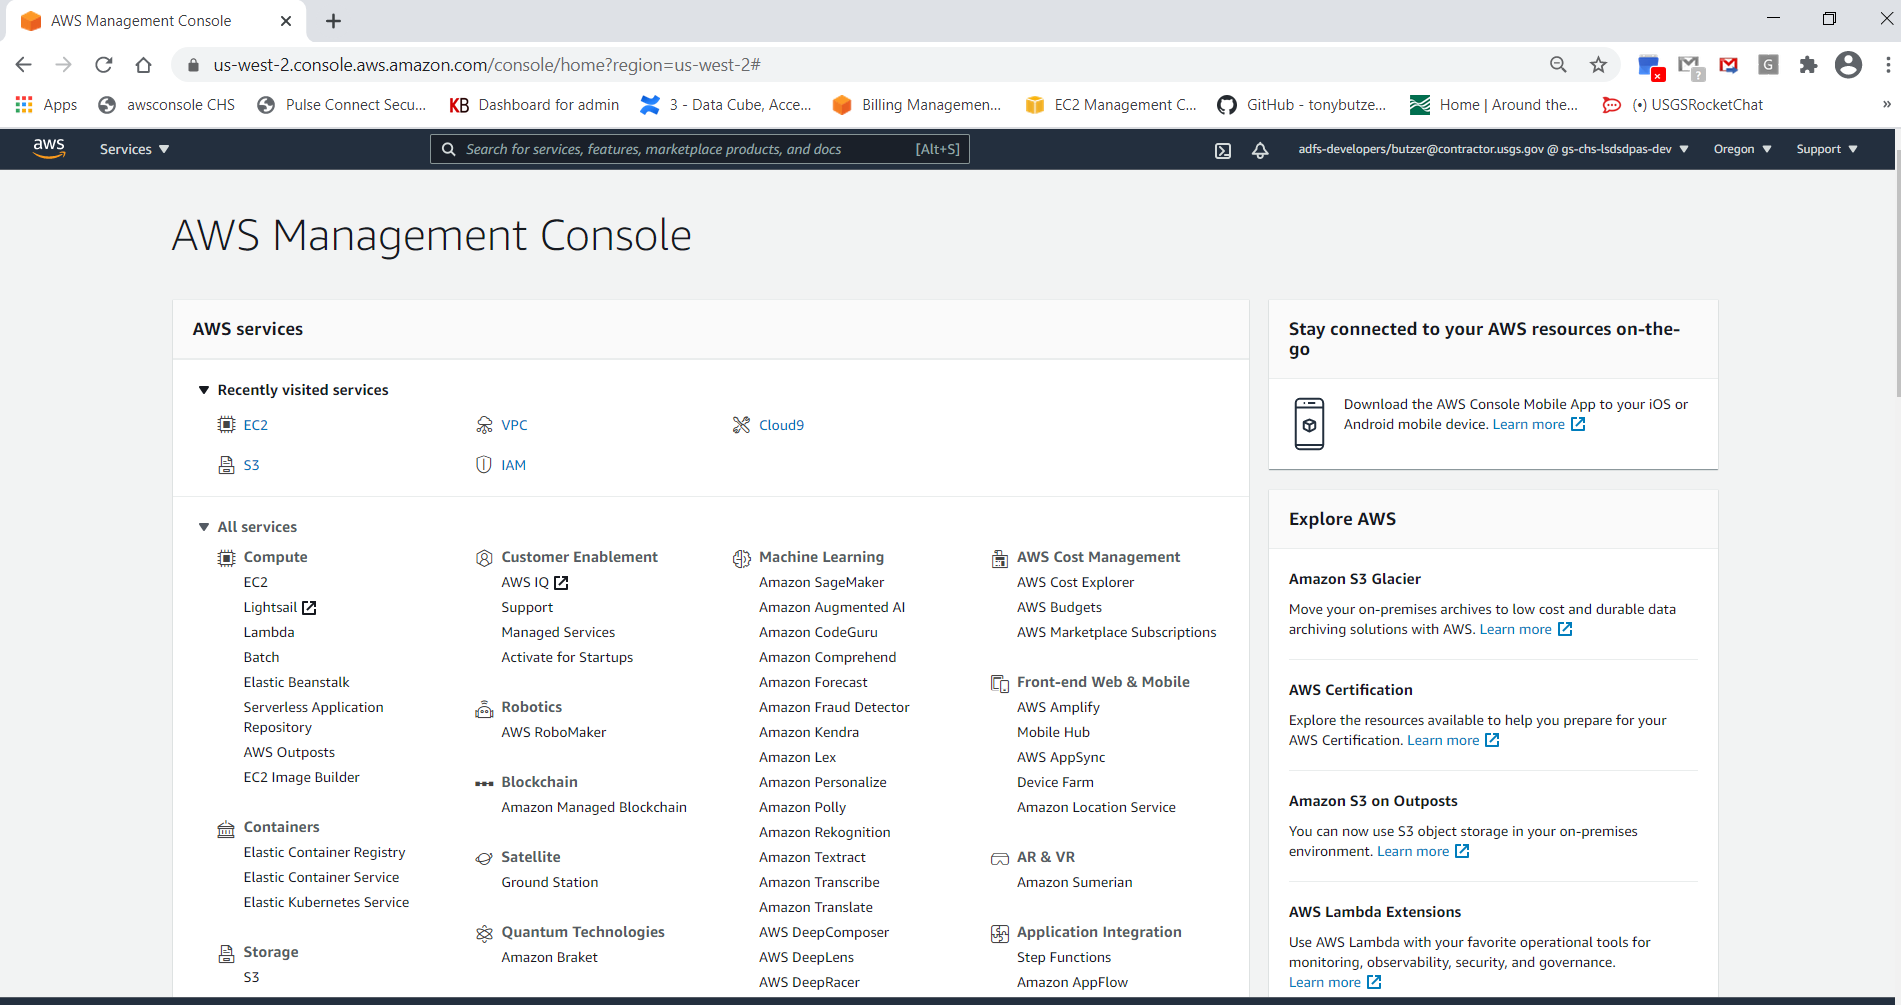 AWS Management Console
us-west-2.console.aws.amazon.com/console/home?region=us-west-2#
G
?
Apps
awsconsole CHS
Pulse Connect Secu...
KB Dashboard for admin
3 - Data Cube, Acce...
Billing Managemen...
EC2 Management C...
GitHub - tonybutze...
Home | Around the...
(•) USGSRocketChat
»
aws
Services
Search for services, features, marketplace products, and docs
[Alt+S]
adfs-developers/butzer@contractor.usgs.gov @ gs-chs-lsdsdpas-dev
Oregon
Support
AWS Management Console
AWS services
Recently visited services
EC2
VPC
Cloud9
S3
IAM
All services
Compute
EC2
Lightsail
Lambda
Batch
Elastic Beanstalk
Serverless Application
Repository
AWS Outposts
EC2 Image Builder
Containers
Elastic Container Registry
Elastic Container Service
Elastic Kubernetes Service
Storage
S3
Customer Enablement
AWS IQ
Support
Managed Services
Activate for Startups
Robotics
AWS RoboMaker
Blockchain
Amazon Managed Blockchain
Satellite
Ground Station
Quantum Technologies
Amazon Braket
Machine Learning
Amazon SageMaker
Amazon Augmented AI
Amazon CodeGuru
Amazon Comprehend
Amazon Forecast
Amazon Fraud Detector
Amazon Kendra
Amazon Lex
Amazon Personalize
Amazon Polly
Amazon Rekognition
Amazon Textract
Amazon Transcribe
Amazon Translate
AWS DeepComposer
AWS DeepLens
AWS DeepRacer
AWS Cost Management
AWS Cost Explorer
AWS Budgets
AWS Marketplace Subscriptions
Front-end Web & Mobile
AWS Amplify
Mobile Hub
AWS AppSync
Device Farm
Amazon Location Service
AR & VR
Amazon Sumerian
Application Integration
Step Functions
Amazon AppFlow
Stay connected to your AWS resources on-the-
go
Download the AWS Console Mobile App to your iOS or
Android mobile device. Learn more
Explore AWS
Amazon S3 Glacier
Move your on-premises archives to low cost and durable data
archiving solutions with AWS. Learn more
AWS Certification
Explore the resources available to help you prepare for your
AWS Certification. Learn more
Amazon S3 on Outposts
You can now use S3 object storage in your on-premises
environment. Learn more
AWS Lambda Extensions
Use AWS Lambda with your favorite operational tools for
monitoring, observability, security, and governance.
Learn more